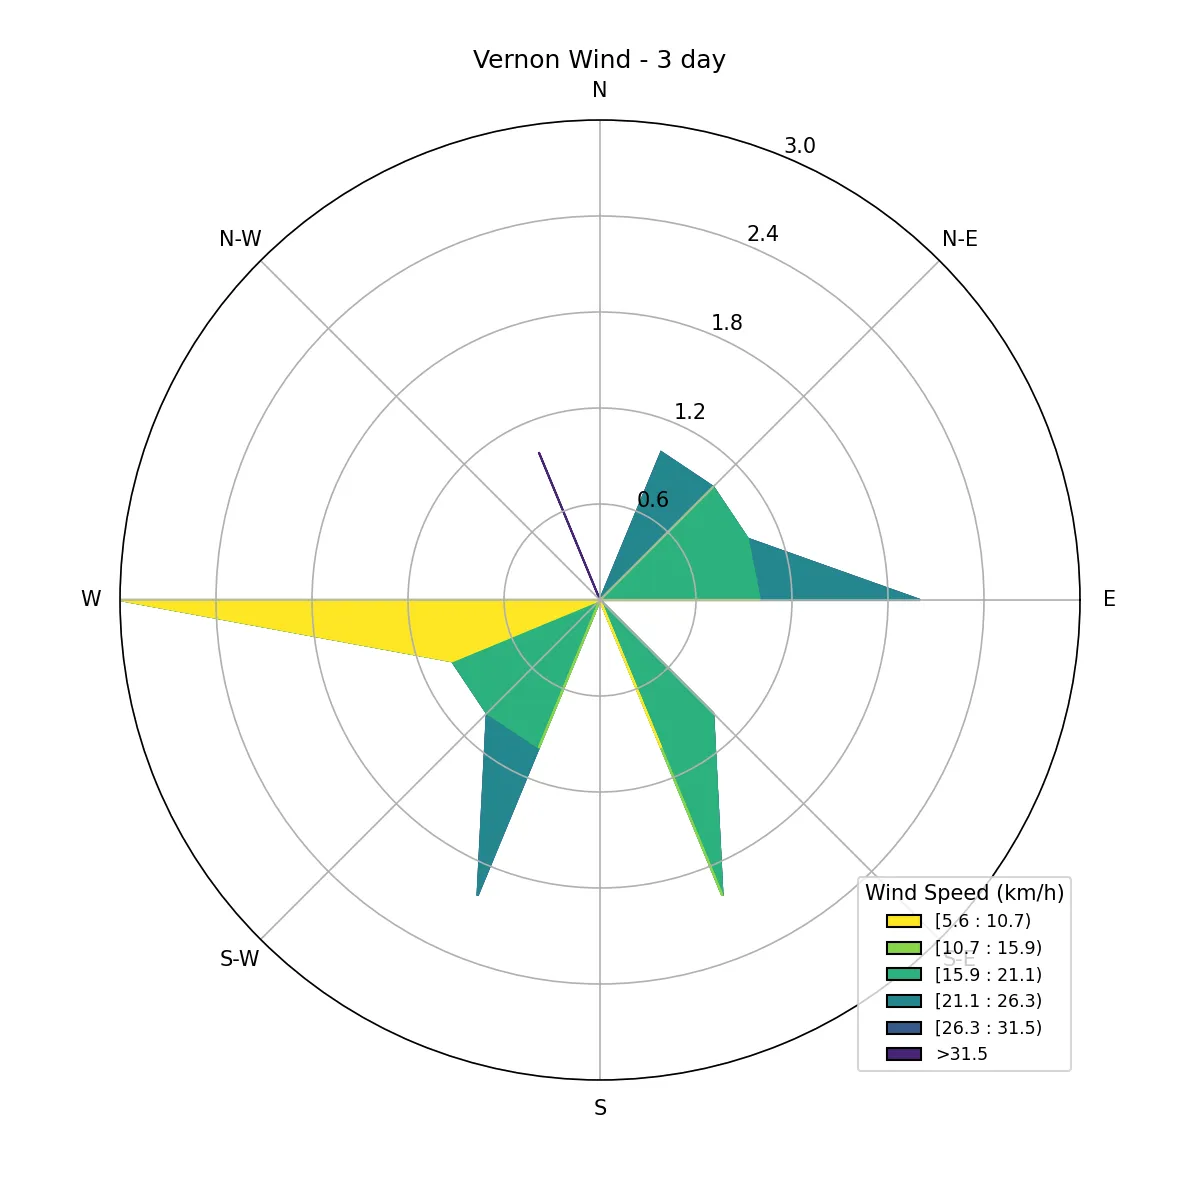 Vernon Wind - 3 day
N
3.0
N-W
N-E
2.4
1.8
1.2
0.6
W
E
Wind Speed (km/h)
[5.6 : 10.7)
[10.7 : 15.9)
S-W
S-E
[15.9 : 21.1)
[21.1 : 26.3)
[26.3 : 31.5)
>31.5
S